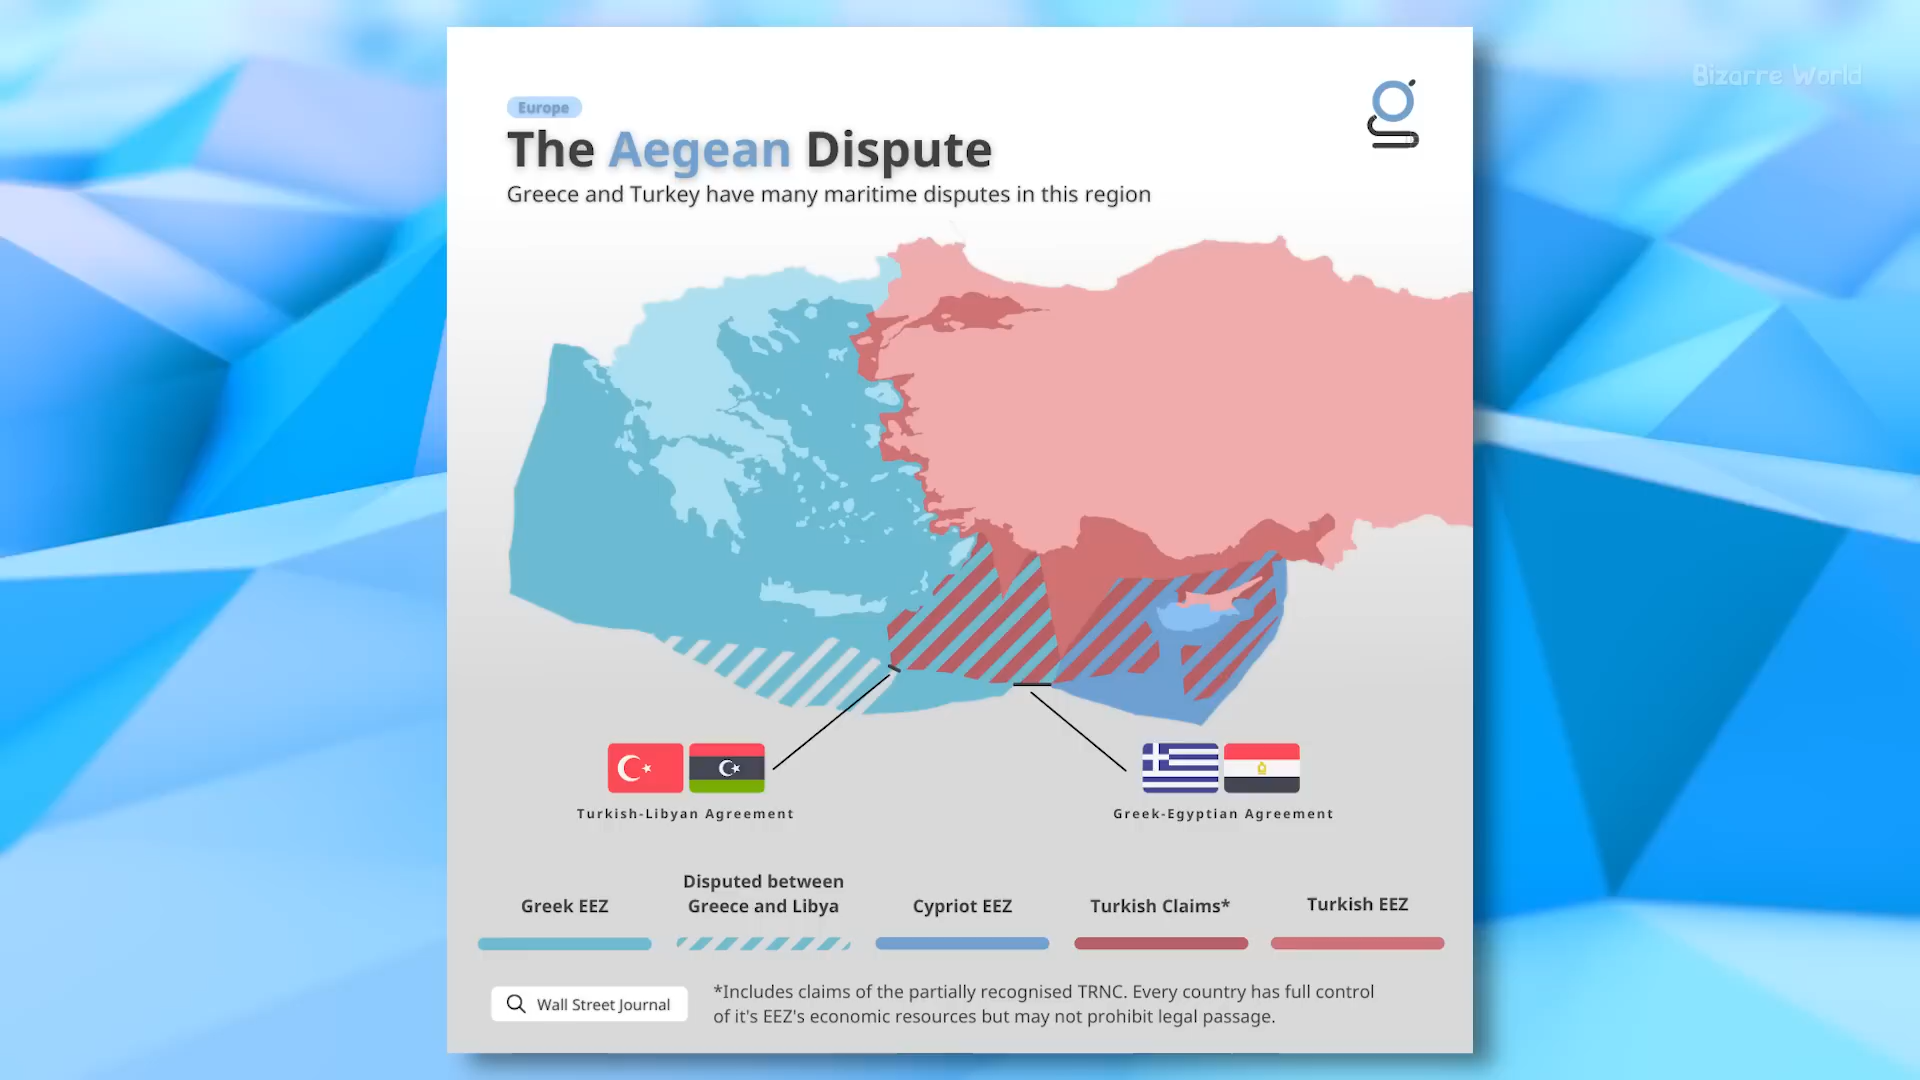 Bizarre World
Europe
The Aegean Dispute
Greece and Turkey have many maritime disputes in this region
Turkish-Libyan Agreement
Greek-Egyptian Agreement
Greek EEZ
Disputed between
Greece and Libya
Cypriot EEZ
Turkish Claims*
Turkish EEZ
Wall Street Journal
*Includes claims of the partially recognised TRNC. Every country has full control
of it's EEZ's economic resources but may not prohibit legal passage.